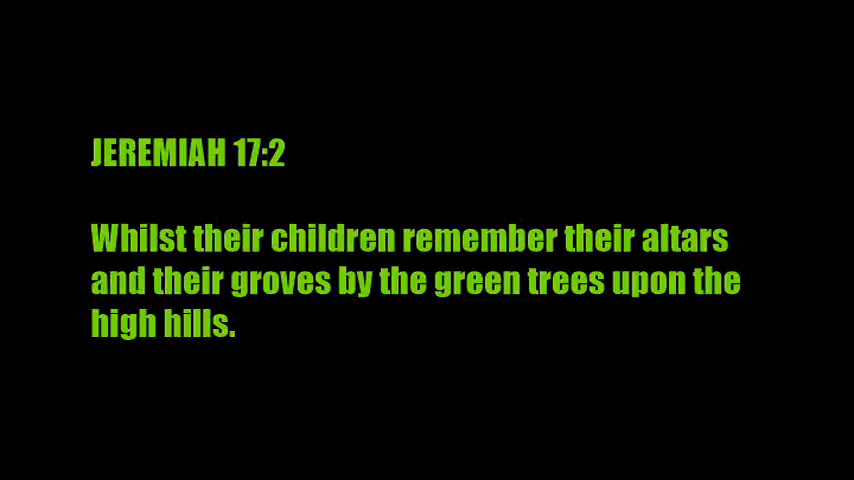 JEREMIAH 17:2
Whilst their children remember their altars
and their groves by the green trees upon the
high hills.